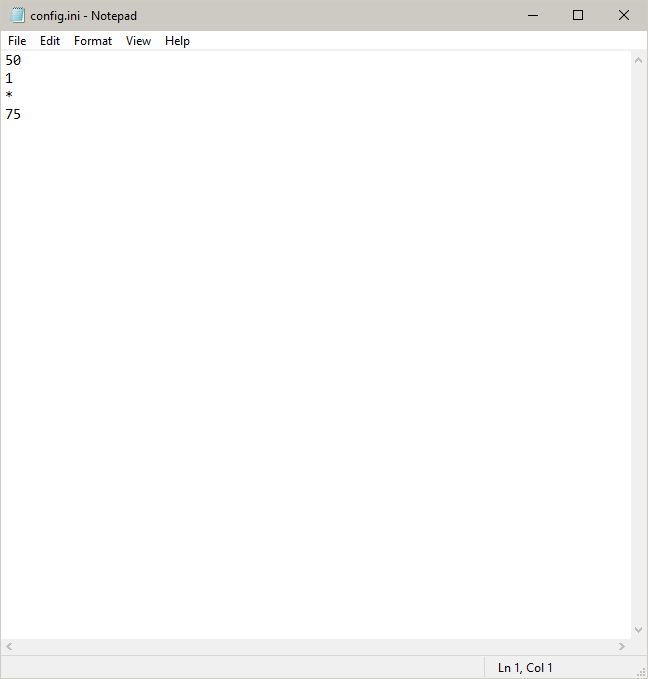 config.ini - Notepad
File Edit Format View Help
50
1
*
75
Ln 1, Col 1